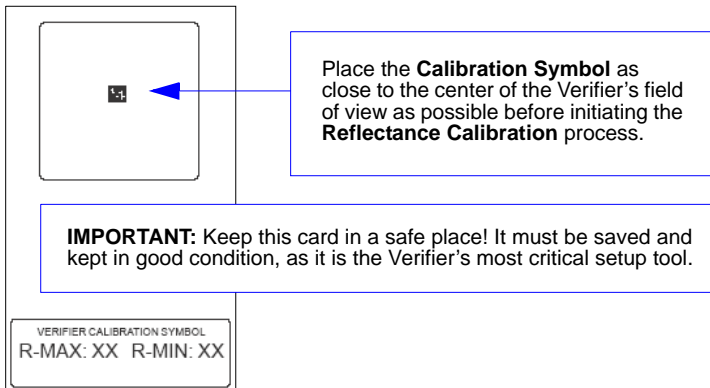 Place the Calibration Symbol as
close to the center of the Verifier's field
of view as possible before initiating the
Reflectance Calibration process.
IMPORTANT: Keep this card in a safe place! It must be saved and
kept in good condition, as it is the Verifier's most critical setup tool.
VERIFIER CALIBRATION SYMBOL
R-MAX: XX R-MIN: XX